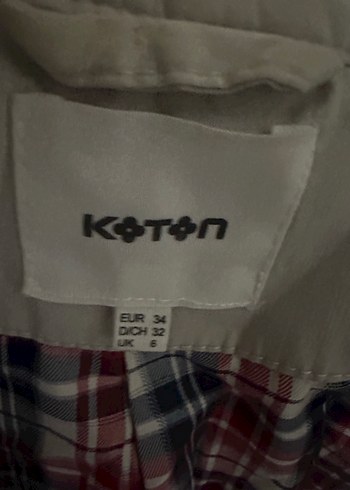 KOTON
EUR 34
D/CH 32
UK 6